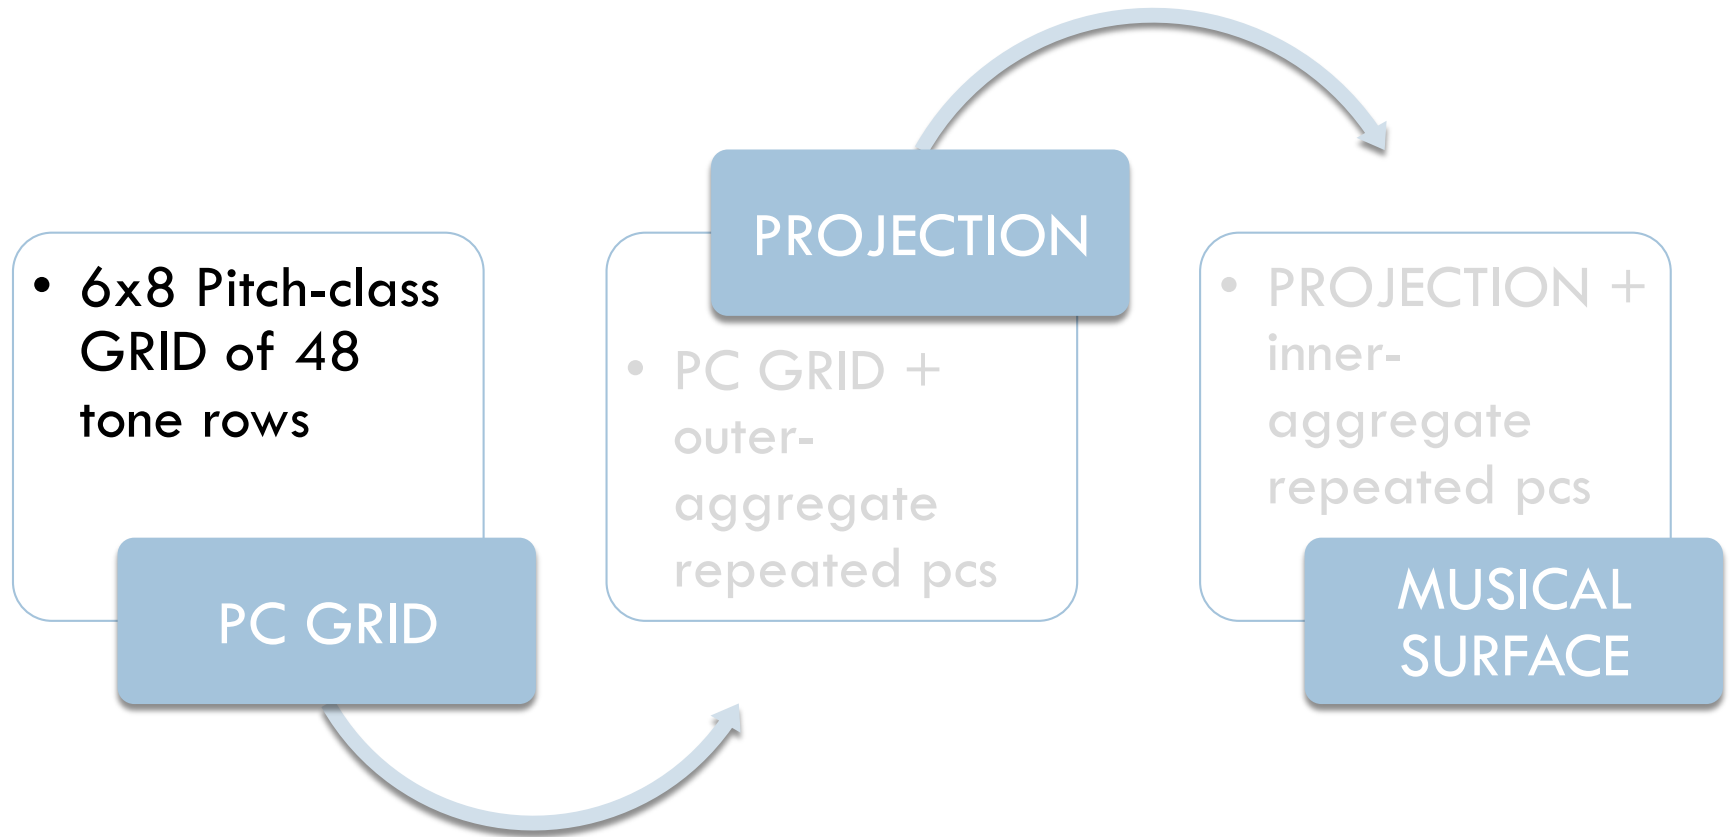 • 6x8 Pitch-class
GRID of 48
tone rows
PC GRID
PROJECTION
• PC GRID +
outer-
aggregate
repeated pcs
• PROJECTION +
inner-
aggregate
repeated pcs
MUSICAL
SURFACE